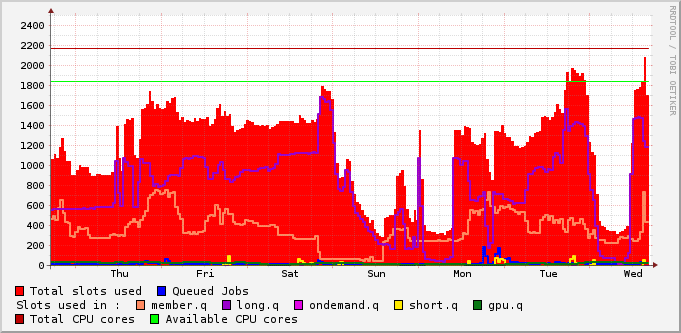 RRDTOOL / TOBI OETIKER
2400
2200
2000
1800
1600
1400
1200
1000
800
600
400
200
0
Thu Fri Sat Sun Mon Tue Wed
Total slots used Queued Jobs
Slots used in : member.q long.q ondemand.q short.q gpu.q
Total CPU cores Available CPU cores